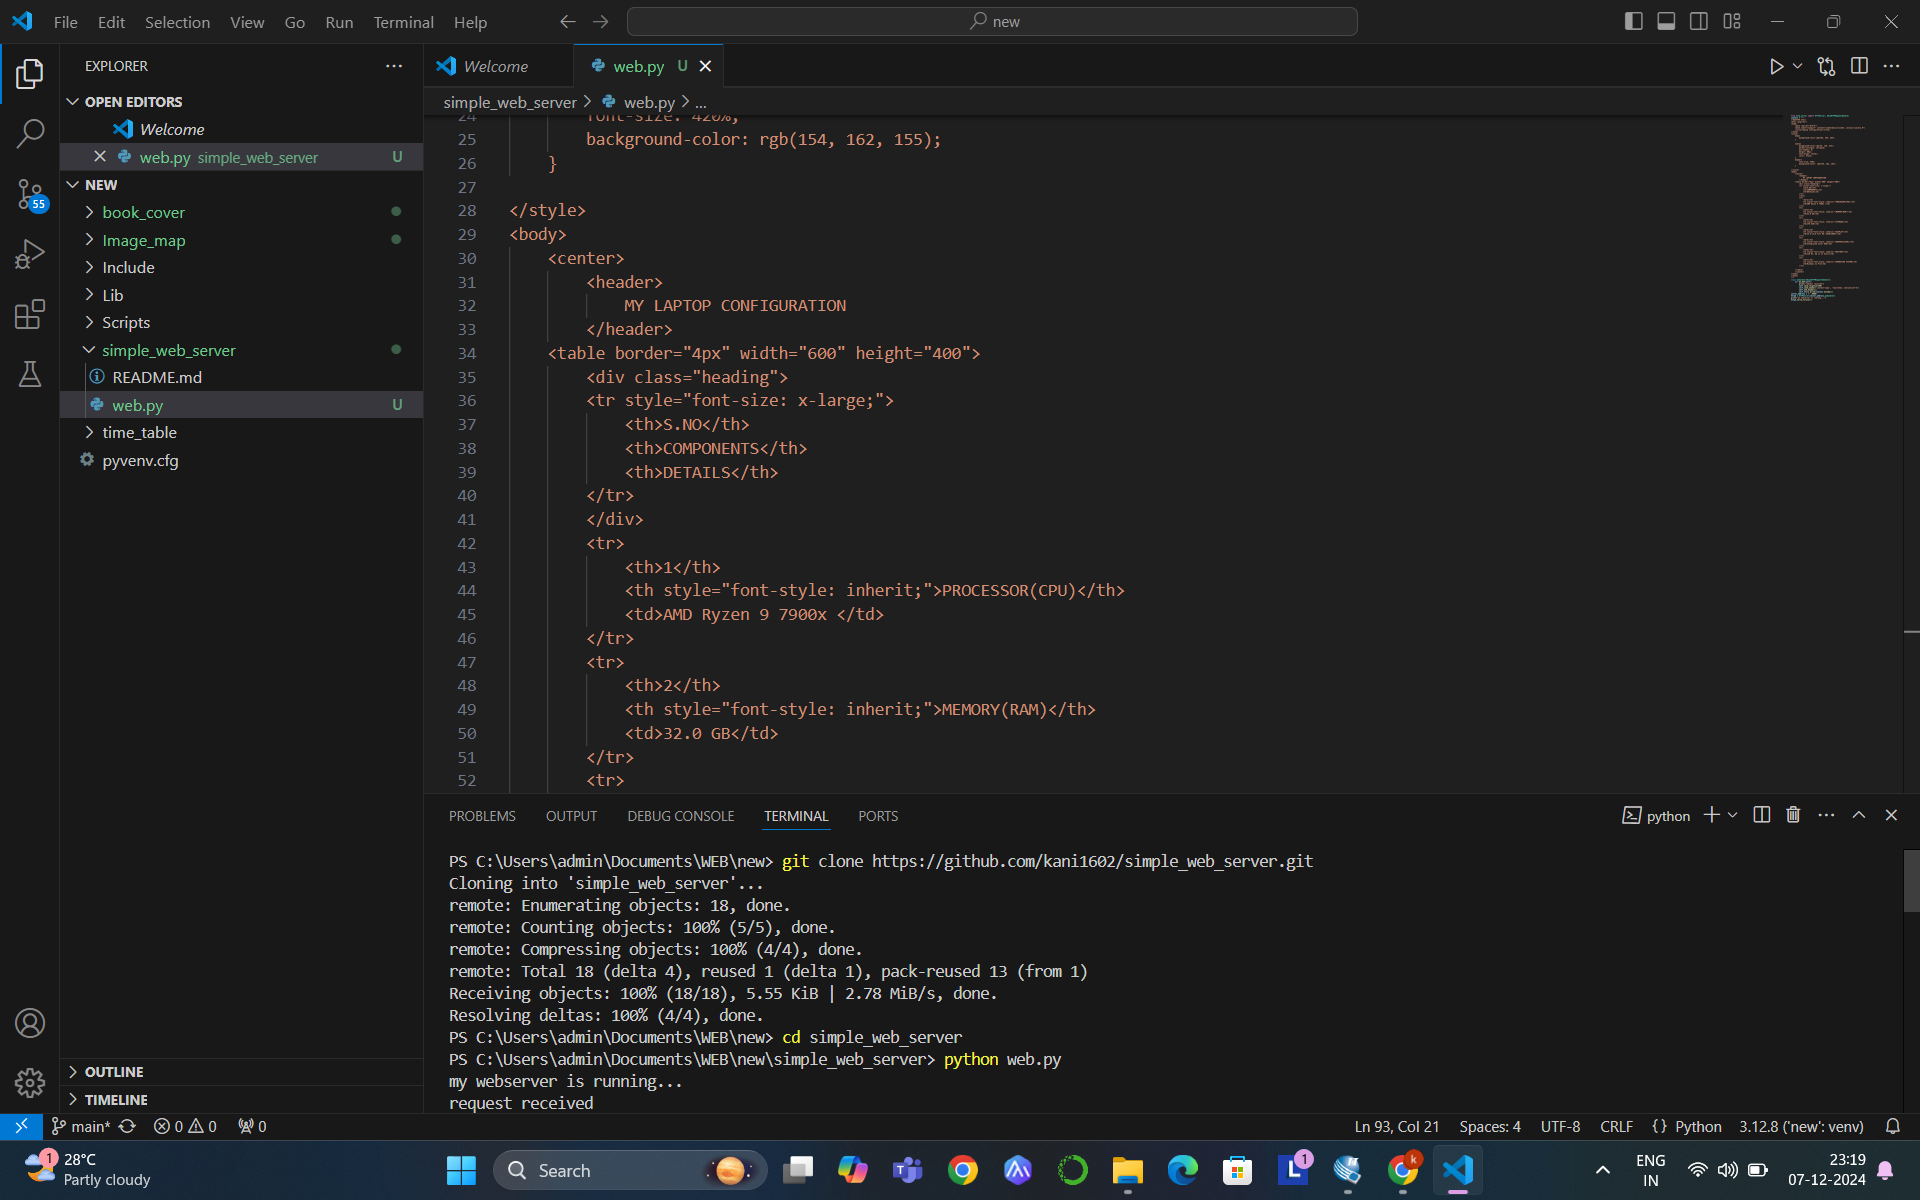 File Edit Selection View Go Run Terminal Help
new
EXPLORER
OPEN EDITORS
Welcome
web.py simple_web_server U
NEW
book_cover
Image_map
Include
Lib
Scripts
simple_web_server
README.md
web.py U
time_table
pyvenv.cfg
OUTLINE
TIMELINE
55
Welcome web.py U
simple_web_server > web.py > ...
24 font-size: 420%;
25 background-color: rgb(154, 162, 155);
26 }
27
28 </style>
29 <body>
30 <center>
31 <header>
32 MY LAPTOP CONFIGURATION
33 </header>
34 <table border="4px" width="600" height="400">
35 <div class="heading">
36 <tr style="font-size: x-large;">
37 <th>S.NO</th>
38 <th>COMPONENTS</th>
39 <th>DETAILS</th>
40 </tr>
41 </div>
42 <tr>
43 <th>1</th>
44 <th style="font-style: inherit;">PROCESSOR(CPU)</th>
45 <td>AMD Ryzen 9 7900x </td>
46 </tr>
47 <tr>
48 <th>2</th>
49 <th style="font-style: inherit;">MEMORY(RAM)</th>
50 <td>32.0 GB</td>
51 </tr>
52 <tr>
PROBLEMS OUTPUT DEBUG CONSOLE TERMINAL PORTS
python
PS C:\Users\admin\Documents\WEB\new> git clone https://github.com/kani1602/simple_web_server.git
Cloning into 'simple_web_server'...
remote: Enumerating objects: 18, done.
remote: Counting objects: 100% (5/5), done.
remote: Compressing objects: 100% (4/4), done.
remote: Total 18 (delta 4), reused 1 (delta 1), pack-reused 13 (from 1)
Receiving objects: 100% (18/18), 5.55 KiB | 2.78 MiB/s, done.
Resolving deltas: 100% (4/4), done.
PS C:\Users\admin\Documents\WEB\new> cd simple_web_server
PS C:\Users\admin\Documents\WEB\new\simple_web_server> python web.py
my webserver is running...
request received
main* 0 0 0
Ln 93, Col 21 Spaces: 4 UTF-8 CRLF {} Python 3.12.8 ('new': venv)
1
28°C
Partly cloudy
Search
L 1
k
ENG
IN
23:19
07-12-2024